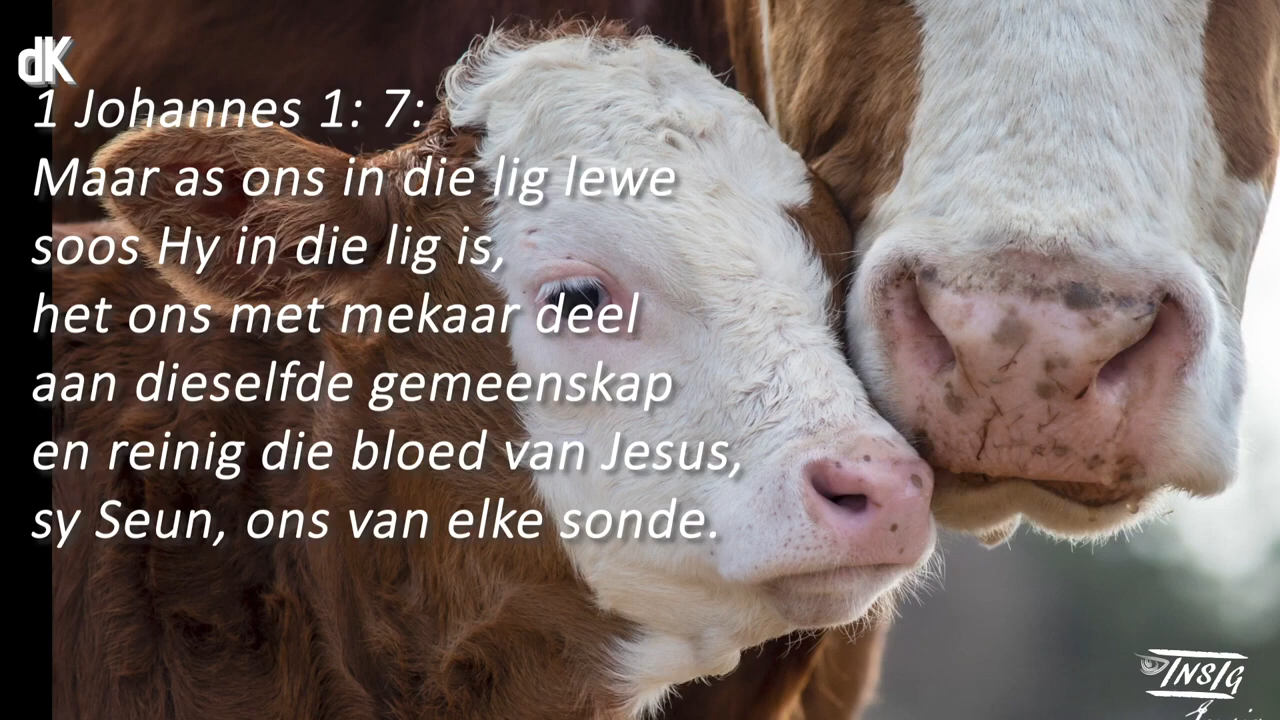 dK
1 Johannes 1: 7:
Maar as ons in die lig lewe
soos Hy in die lig is,
het ons met mekaar deel
aan dieselfde gemeenskap
en reinig die bloed van Jesus,
sy Seun, ons van elke sonde.
INSIG